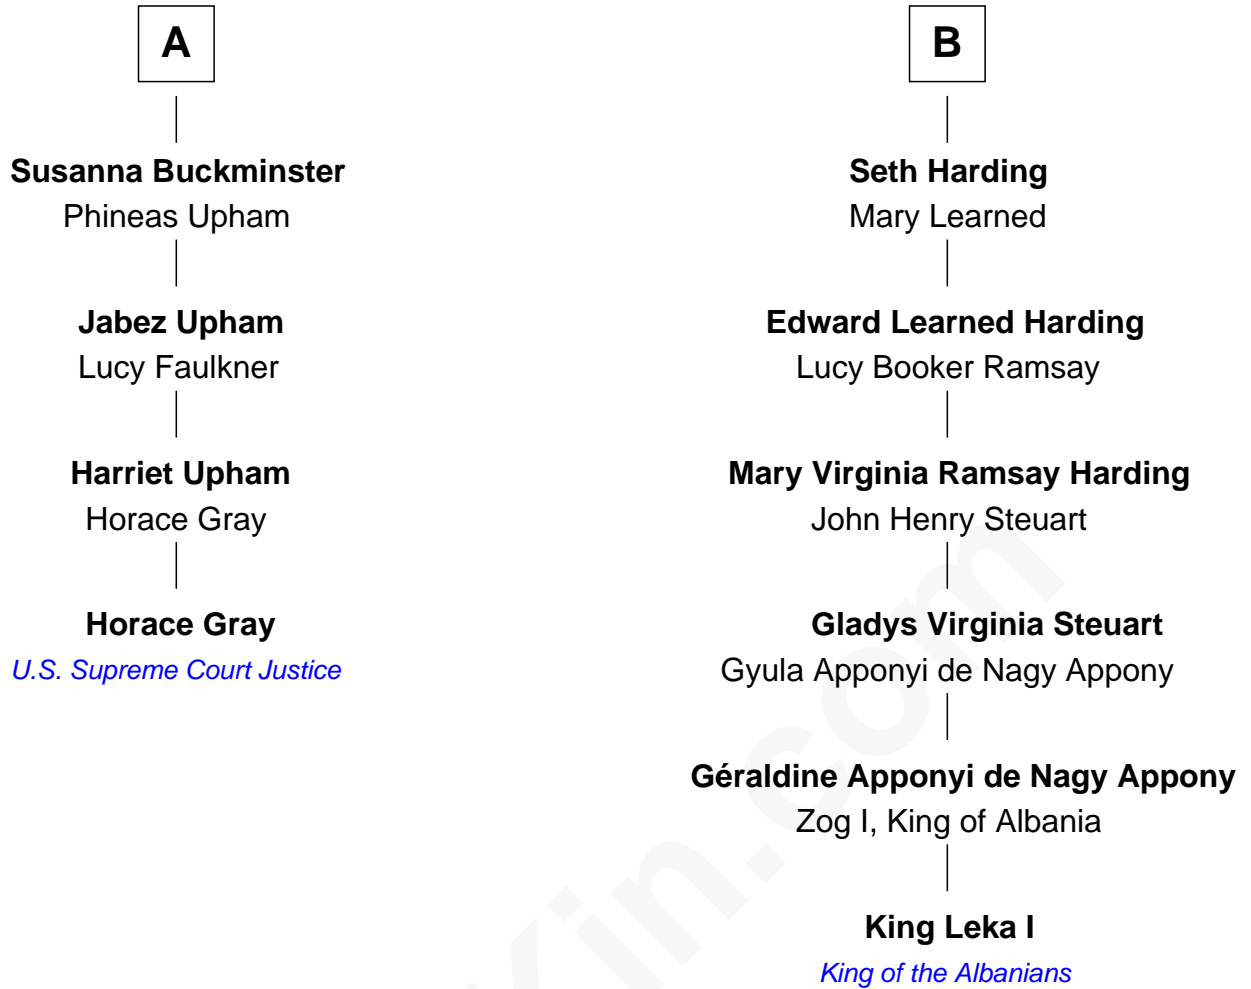 A
Susanna Buckminster
Phineas Upham
Jabez Upham
Lucy Faulkner
Harriet Upham
Horace Gray
Horace Gray
U.S. Supreme Court Justice
B
Seth Harding
Mary Learned
Edward Learned Harding
Lucy Booker Ramsay
Mary Virginia Ramsay Harding
John Henry Steuart
Gladys Virginia Steuart
Gyula Apponyi de Nagy Appony
Géraldine Apponyi de Nagy Appony
Zog I, King of Albania
King Leka I
King of the Albanians
Kin.com